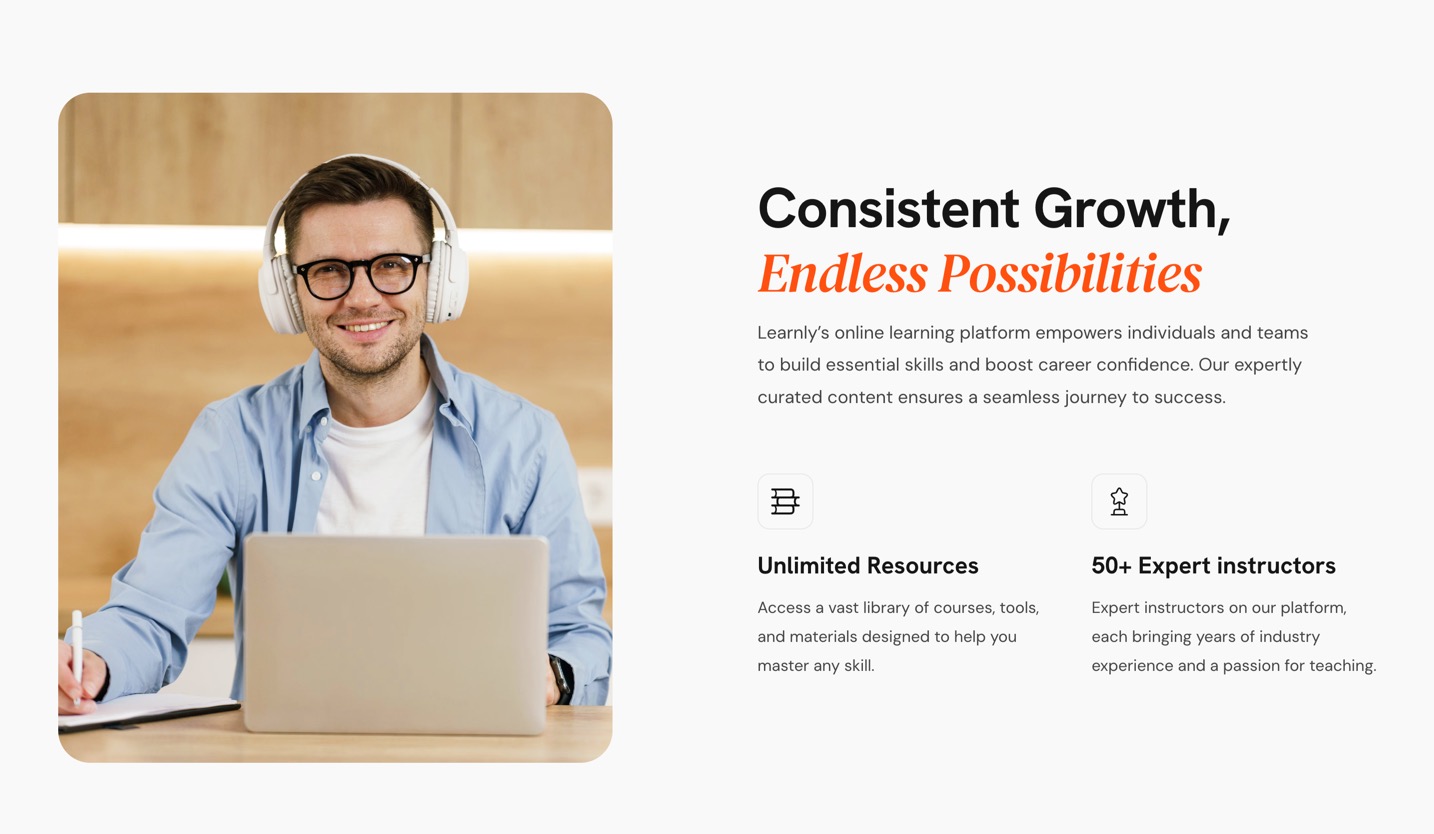 Consistent Growth,
Endless Possibilities
Learnly’s online learning platform empowers individuals and teams
to build essential skills and boost career confidence. Our expertly
curated content ensures a seamless journey to success.
Unlimited Resources
Access a vast library of courses, tools,
and materials designed to help you
master any skill.
50+ Expert instructors
Expert instructors on our platform,
each bringing years of industry
experience and a passion for teaching.